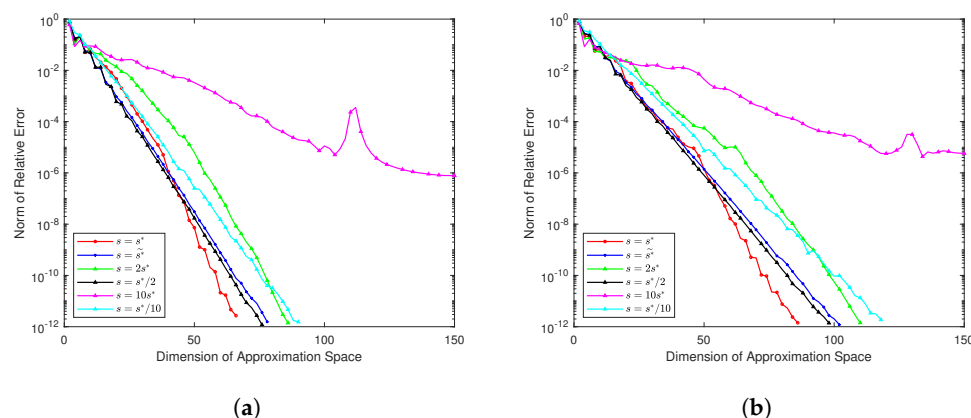 10^0
10^-2
10^-4
10^-6
10^-8
10^-10
10^-12
Norm of Relative Error
s = s*
s = s̃*
s = 2s*
s = s*/2
s = 10s*
s = s*/10
0 50 100 150
Dimension of Approximation Space
(a)
10^0
10^-2
10^-4
10^-6
10^-8
10^-10
10^-12
Norm of Relative Error
s = s*
s = s̃*
s = 2s*
s = s*/2
s = 10s*
s = s*/10
0 50 100 150
Dimension of Approximation Space
(b)